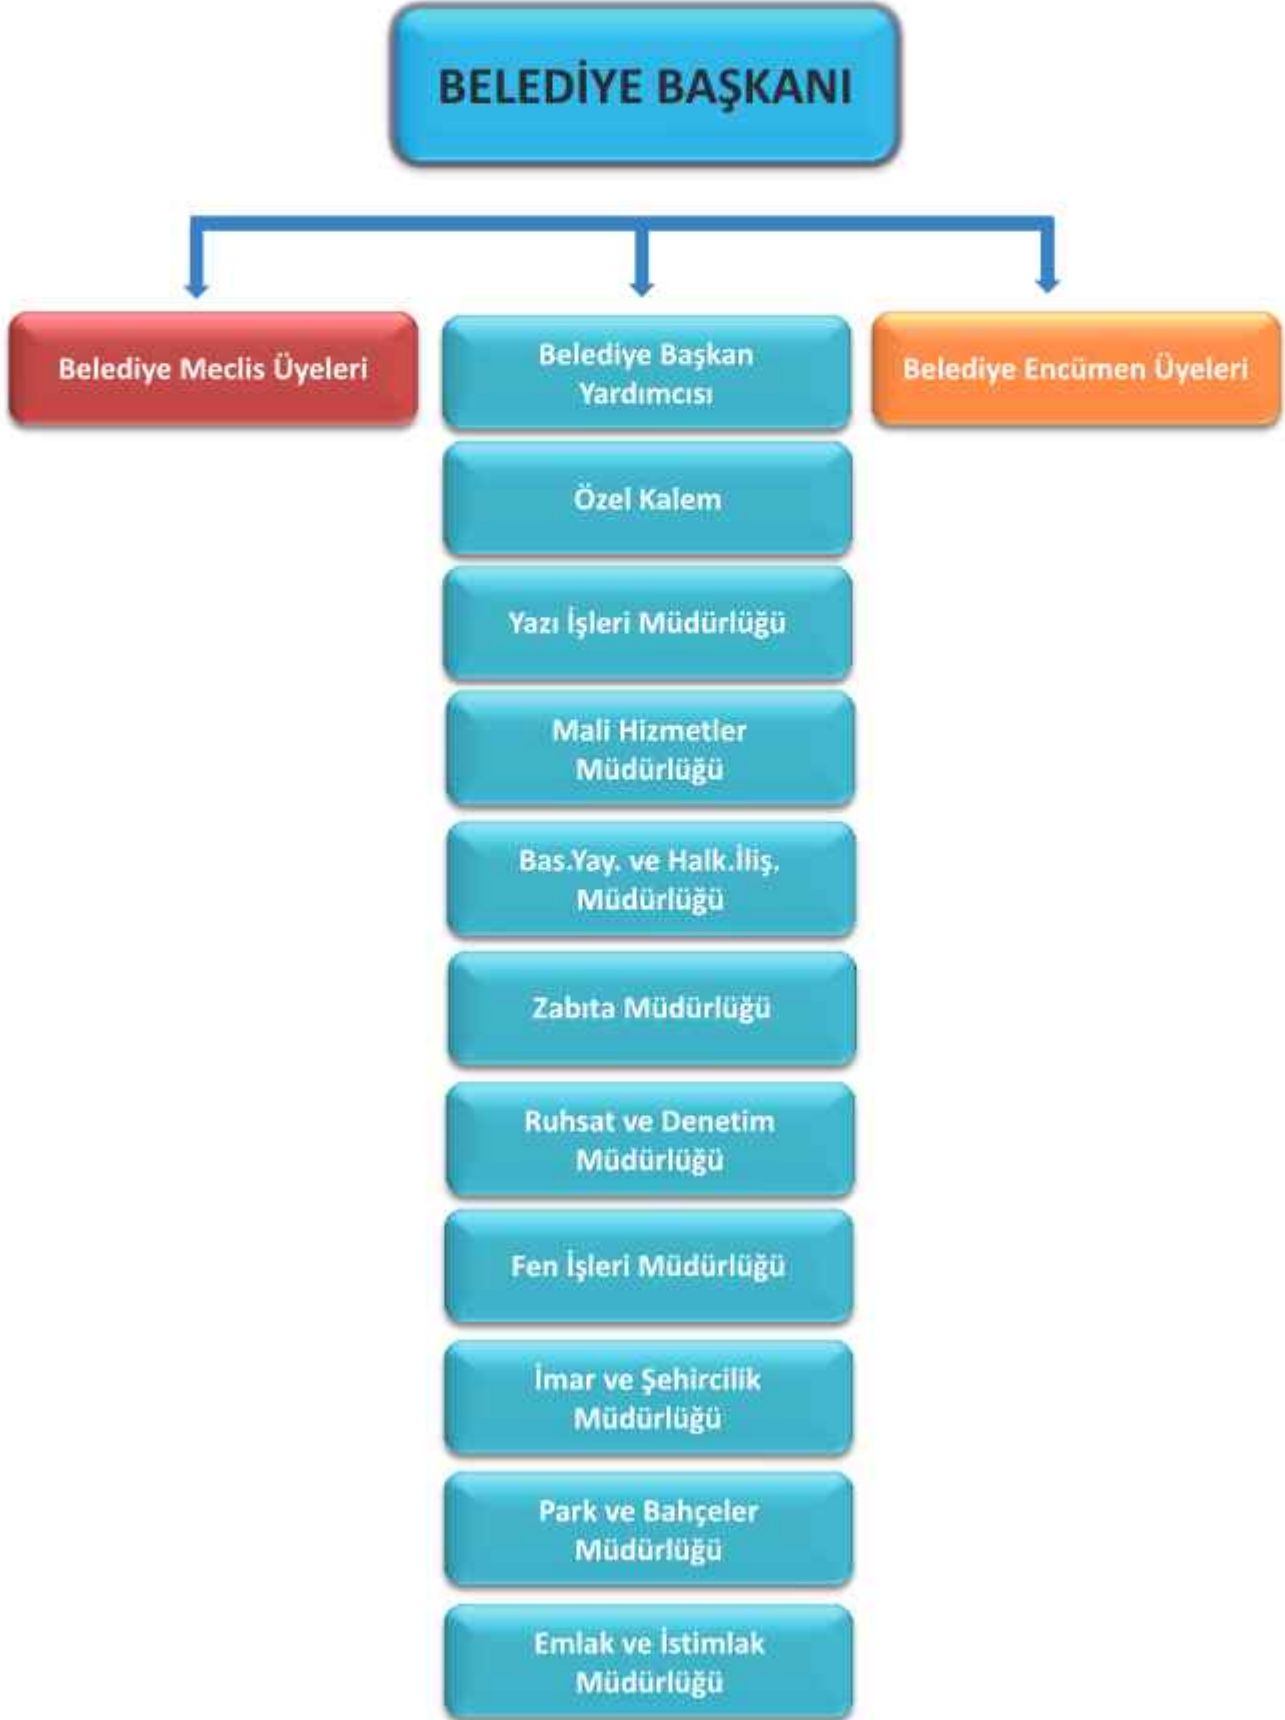 BELEDİYE BAŞKANI
Belediye Meclis Üyeleri
Belediye Başkan
Yardımcısı
Belediye Encümen Üyeleri
Özel Kalem
Yazı İşleri Müdürlüğü
Mali Hizmetler
Müdürlüğü
Bas.Yay. ve Halk.İliş.
Müdürlüğü
Zabıta Müdürlüğü
Ruhsat ve Denetim
Müdürlüğü
Fen İşleri Müdürlüğü
İmar ve Şehircilik
Müdürlüğü
Park ve Bahçeler
Müdürlüğü
Emlak ve İstimlak
Müdürlüğü